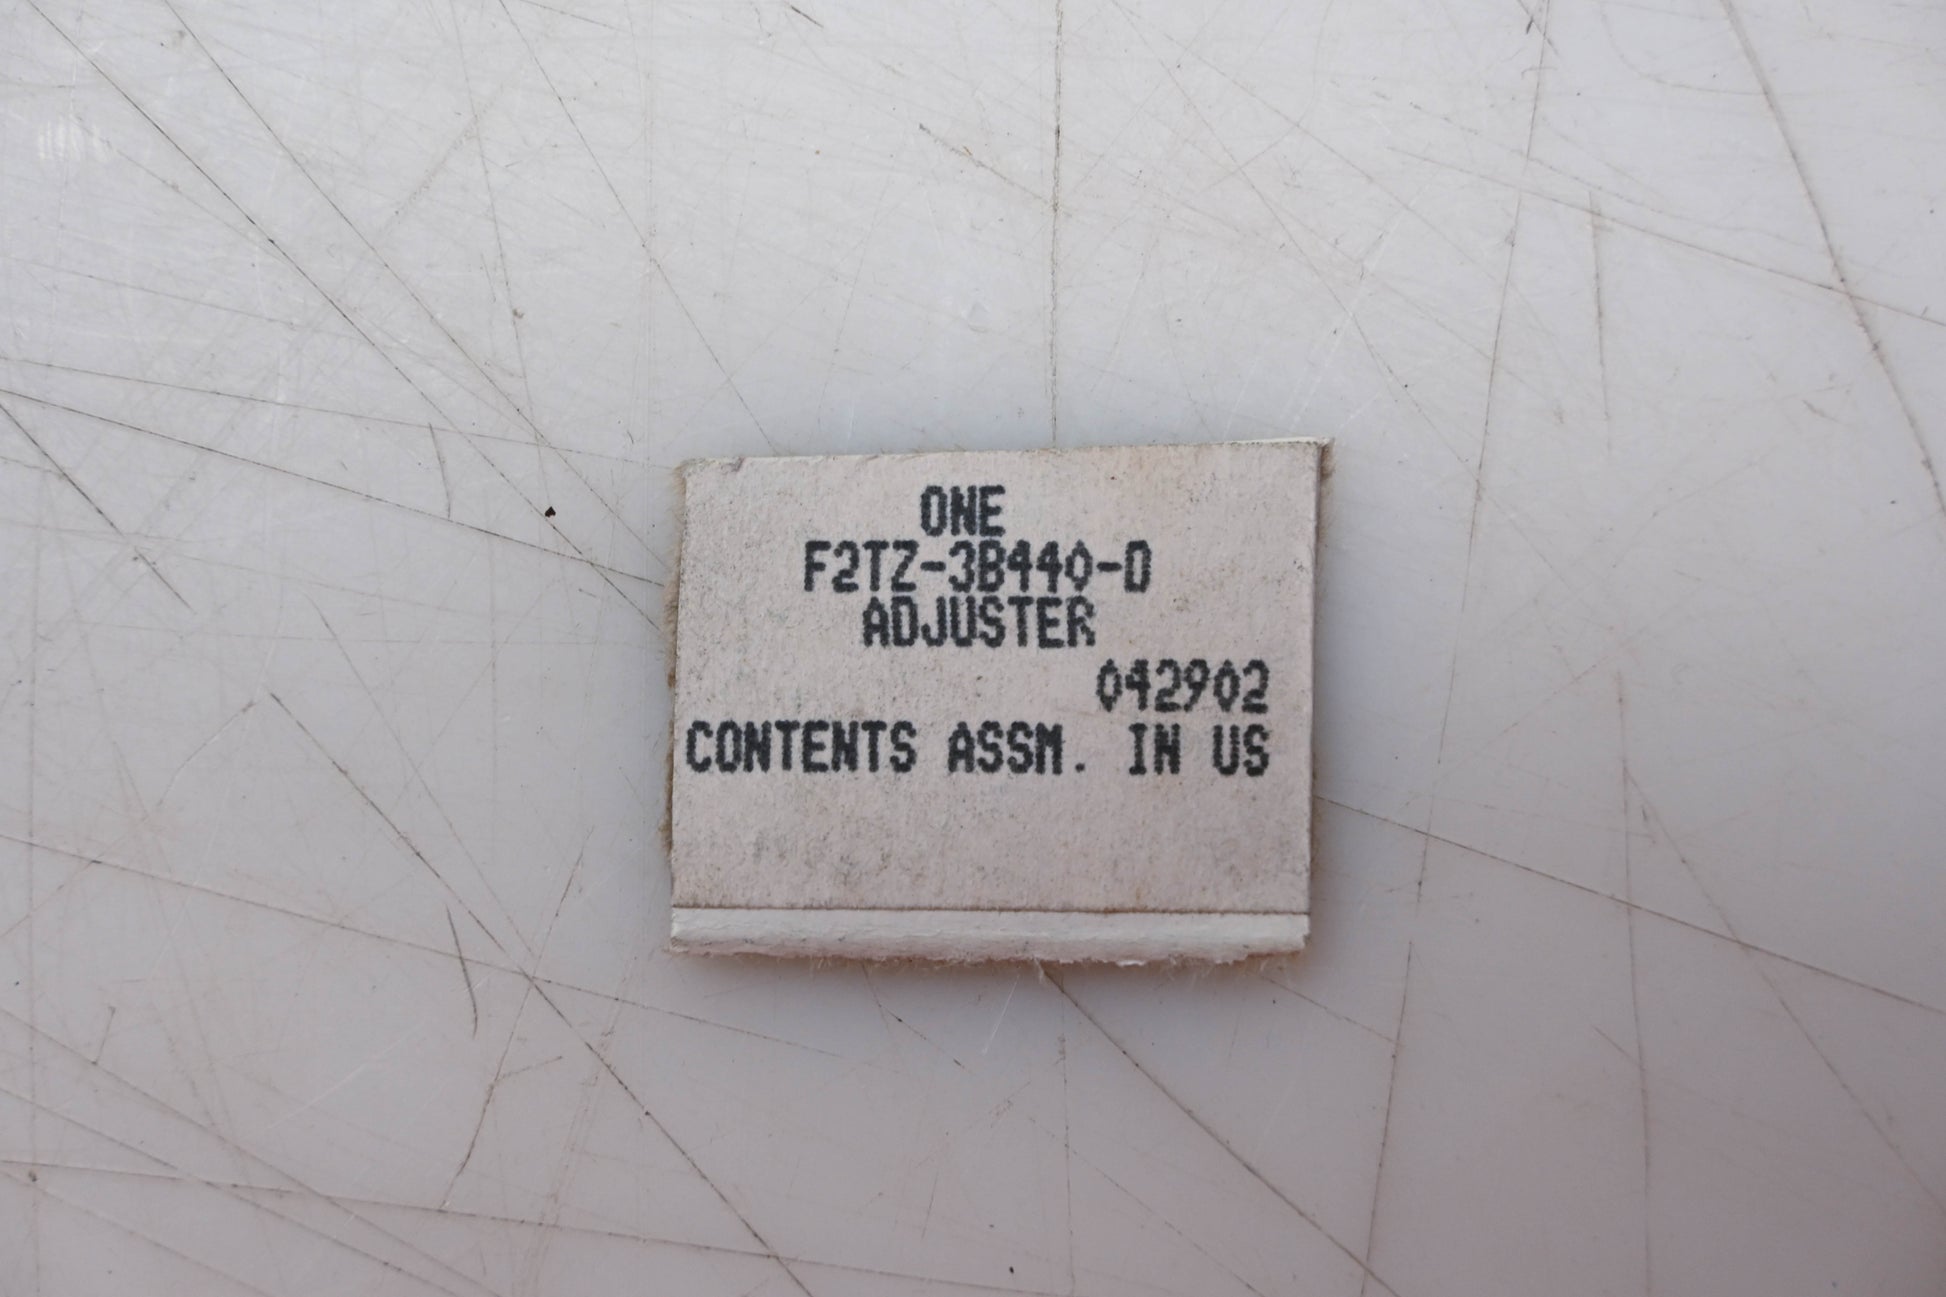 ONE
F2TZ-3B440-D
ADJUSTER
042902
CONTENTS ASSM. IN US